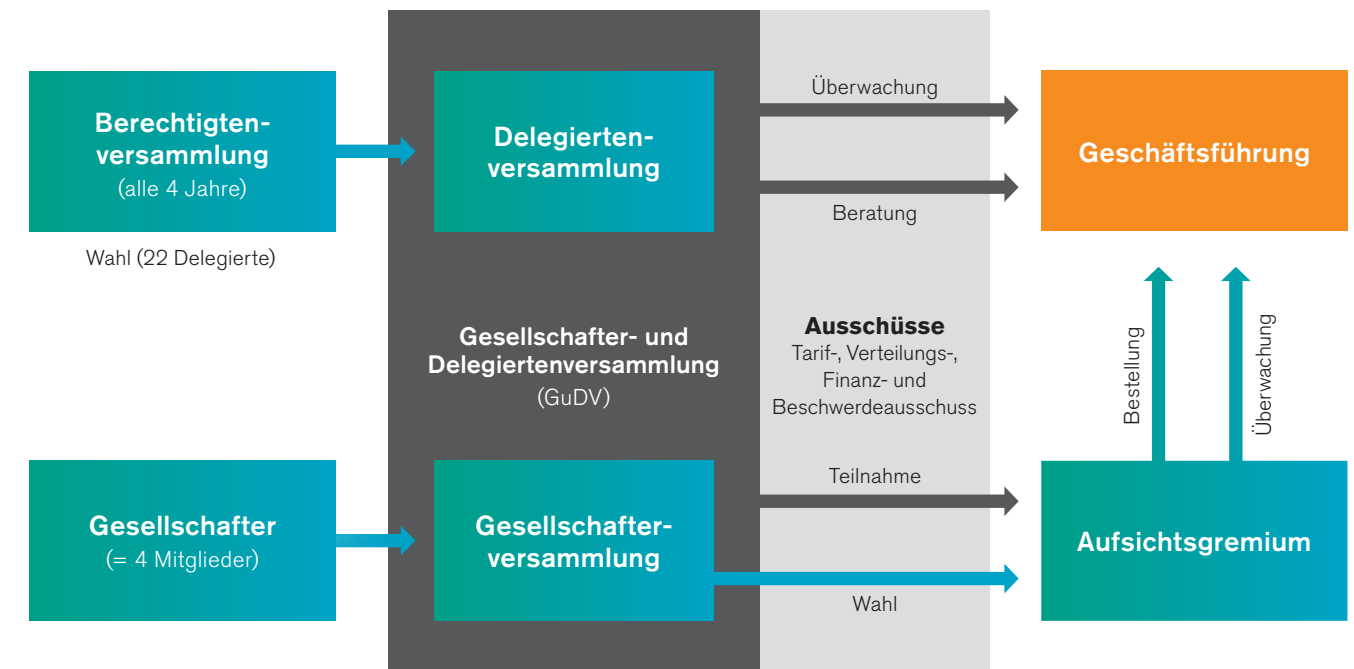 Berechtigten-
versammlung
(alle 4 Jahre)
Wahl (22 Delegierte)
Delegierten-
versammlung
Überwachung
Beratung
Geschäftsführung
Gesellschafter- und
Delegiertenversammlung
(GuDV)
Ausschüsse
Tarif-, Verteilungs-,
Finanz- und
Beschwerdeausschuss
Bestellung
Überwachung
Gesellschafter
(= 4 Mitglieder)
Gesellschafter-
versammlung
Teilnahme
Wahl
Aufsichtsgremium